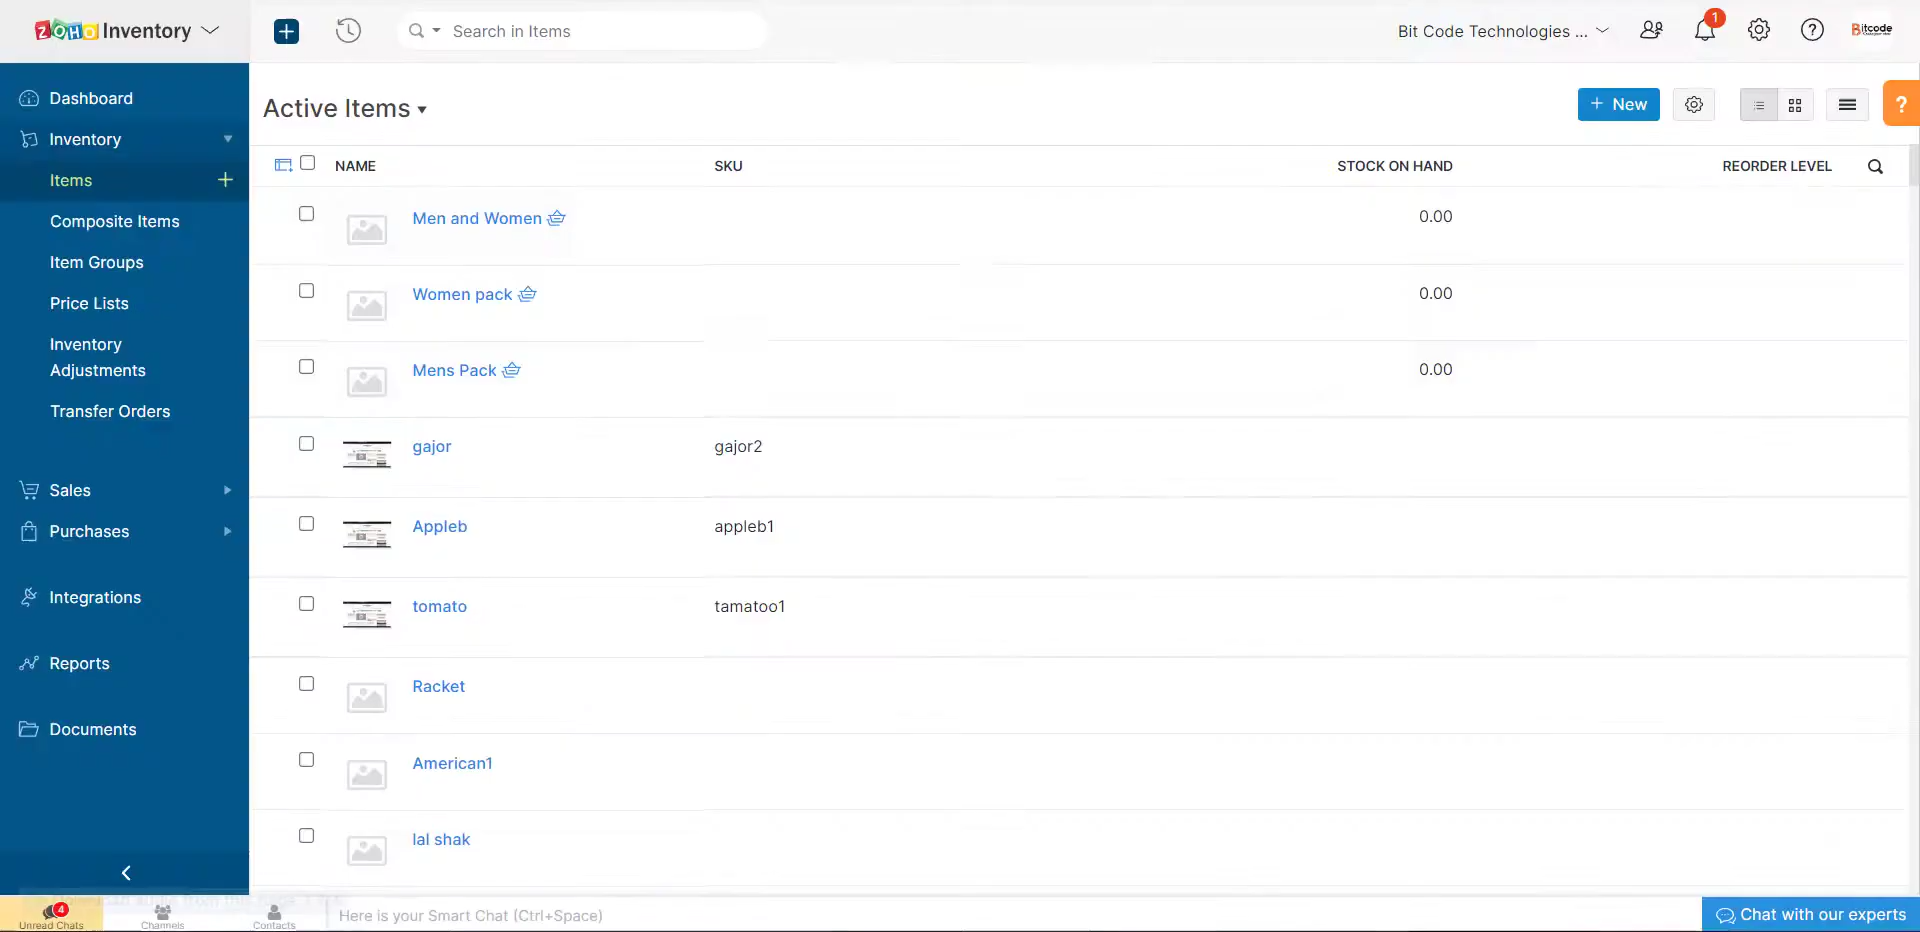 ZOHO Inventory
Search in Items
Bit Code Technologies ...
1
Bitcode
Dashboard
Inventory
Items
Composite Items
Item Groups
Price Lists
Inventory
Adjustments
Transfer Orders
Sales
Purchases
Integrations
Reports
Documents
Active Items
+ New
?
NAME SKU STOCK ON HAND REORDER LEVEL
Men and Women 0.00
Women pack 0.00
Mens Pack 0.00
gajor gajor2
Appleb appleb1
tomato tamatoo1
Racket
American1
lal shak
4
Unread Chats
Channels
Contacts
Here is your Smart Chat (Ctrl+Space)
Chat with our experts